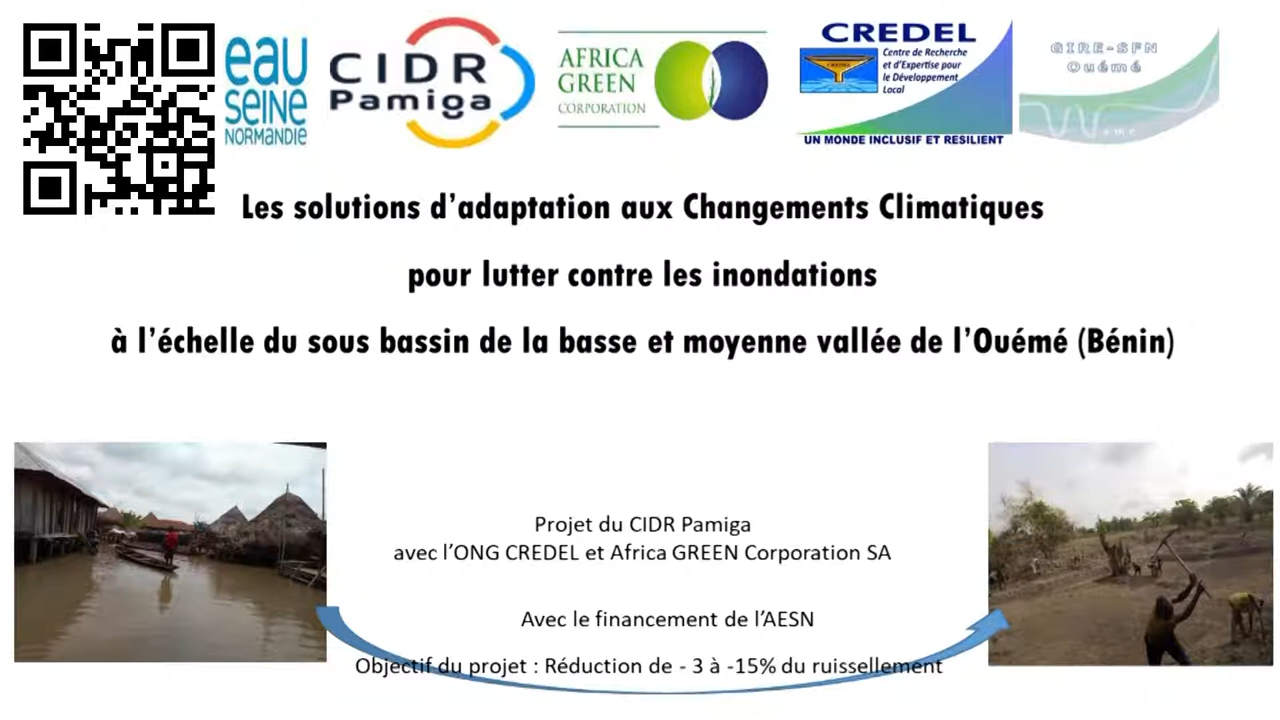 eau
SEINE
NORMANDIE
CIDR
Pamiga
AFRICA
GREEN
CORPORATION
CREDEL
Centre de Recherche
et d'Expertise pour
le Développement
Local
UN MONDE INCLUSIF ET RESILIENT
GIRE-SFN
Ouémé
Les solutions d'adaptation aux Changements Climatiques
pour lutter contre les inondations
à l'échelle du sous bassin de la basse et moyenne vallée de l'Ouémé (Bénin)
Projet du CIDR Pamiga
avec l'ONG CREDEL et Africa GREEN Corporation SA
Avec le financement de l'AESN
Objectif du projet : Réduction de - 3 à -15% du ruissellement